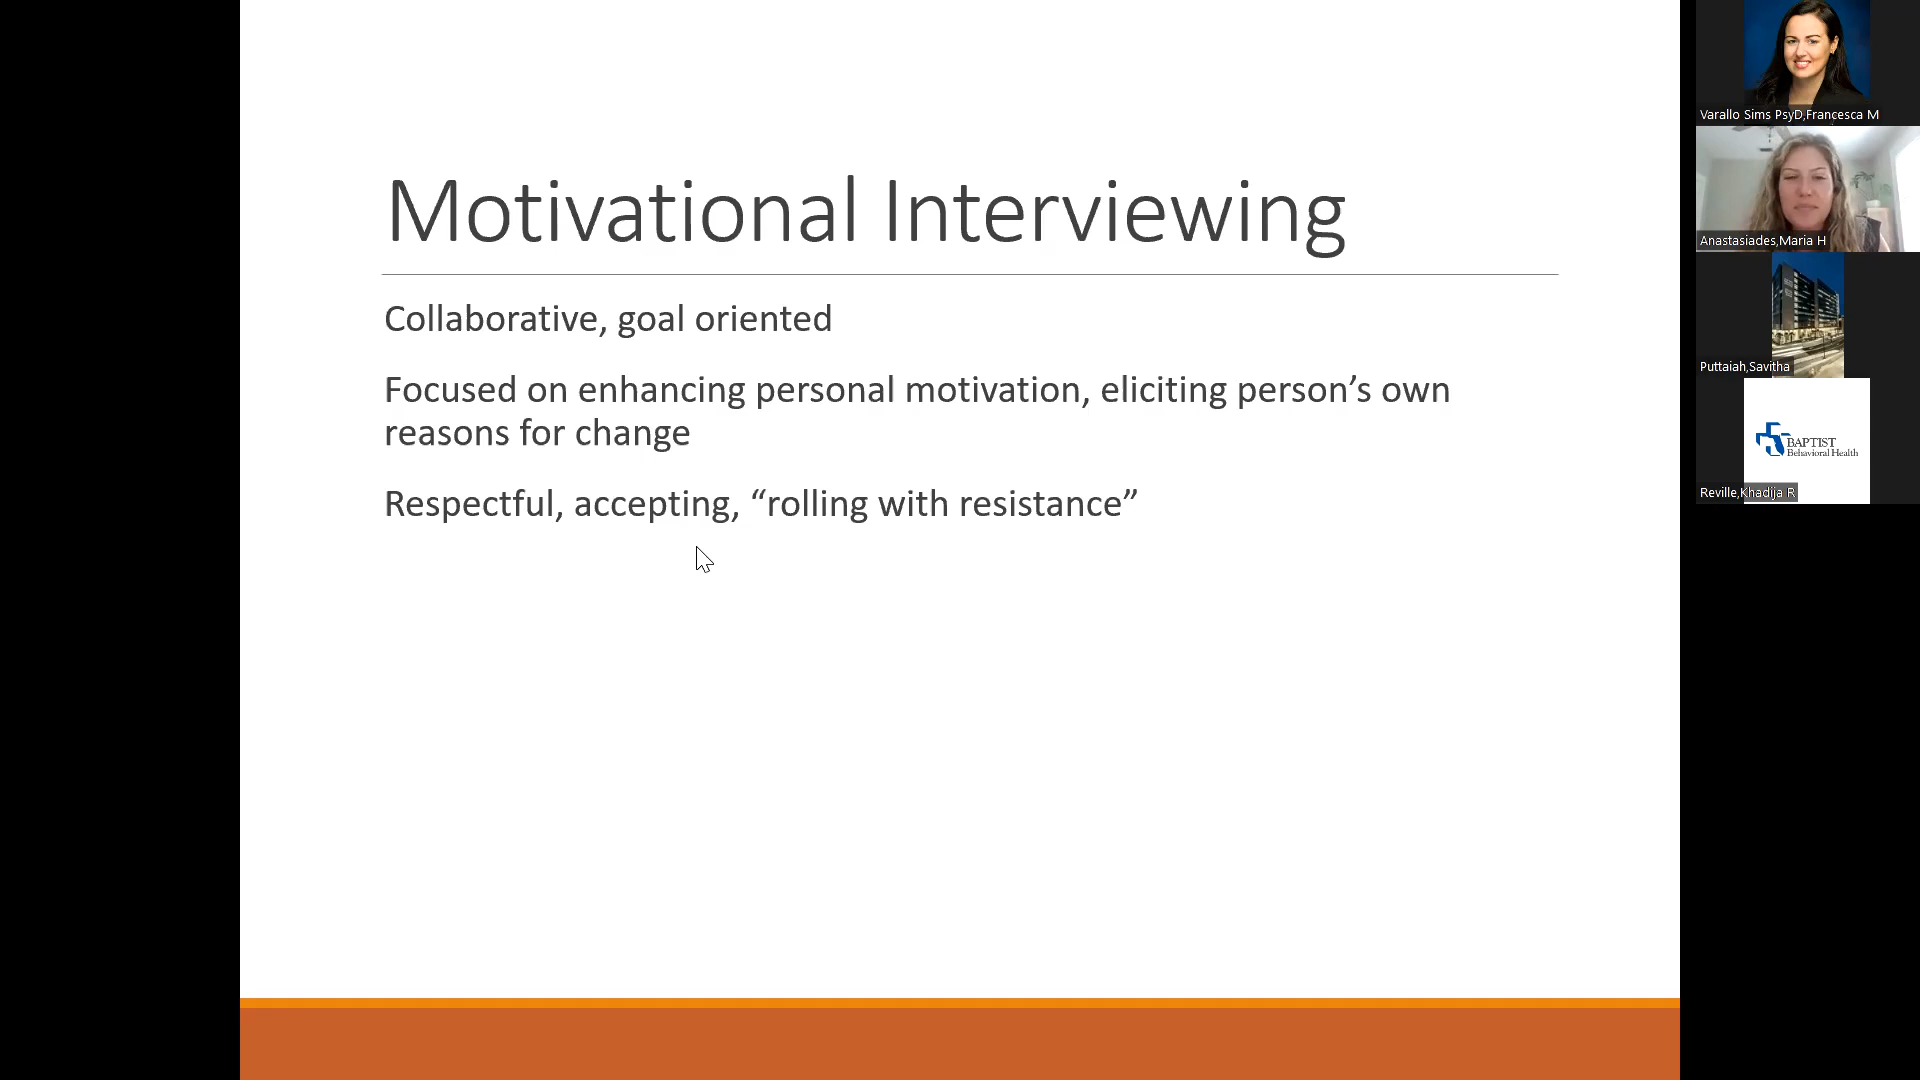 Motivational Interviewing
Collaborative, goal oriented
Focused on enhancing personal motivation, eliciting person’s own
reasons for change
Respectful, accepting, “rolling with resistance”
Varallo Sims PsyD,Francesca M
Anastasiades,Maria H
Puttaiah,Savitha
BAPTIST
Behavioral Health
Reville,Khadija R